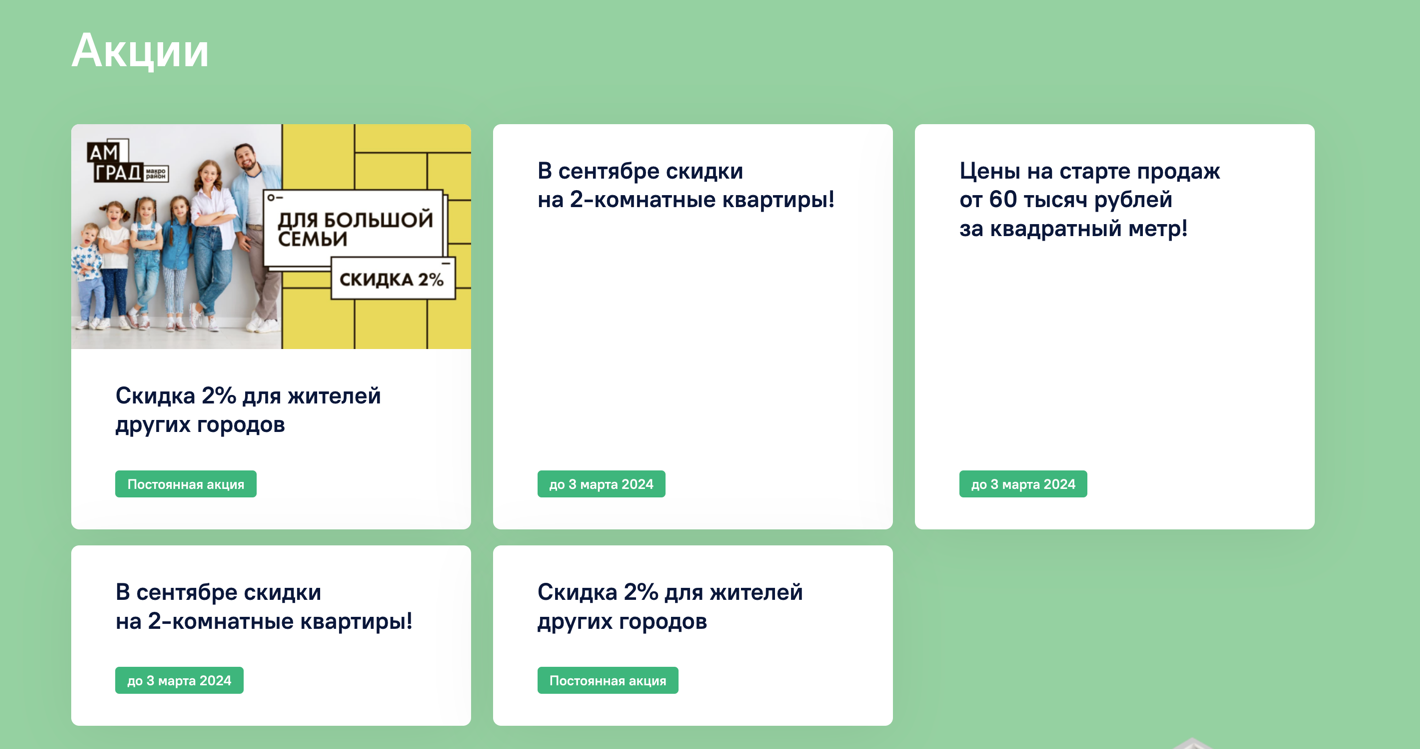 Акции
АМ
ГРАД
микро
район
ДЛЯ БОЛЬШОЙ
СЕМЬИ
СКИДКА 2%
Скидка 2% для жителей
других городов
Постоянная акция
В сентябре скидки
на 2-комнатные квартиры!
до 3 марта 2024
Цены на старте продаж
от 60 тысяч рублей
за квадратный метр!
до 3 марта 2024
В сентябре скидки
на 2-комнатные квартиры!
до 3 марта 2024
Скидка 2% для жителей
других городов
Постоянная акция